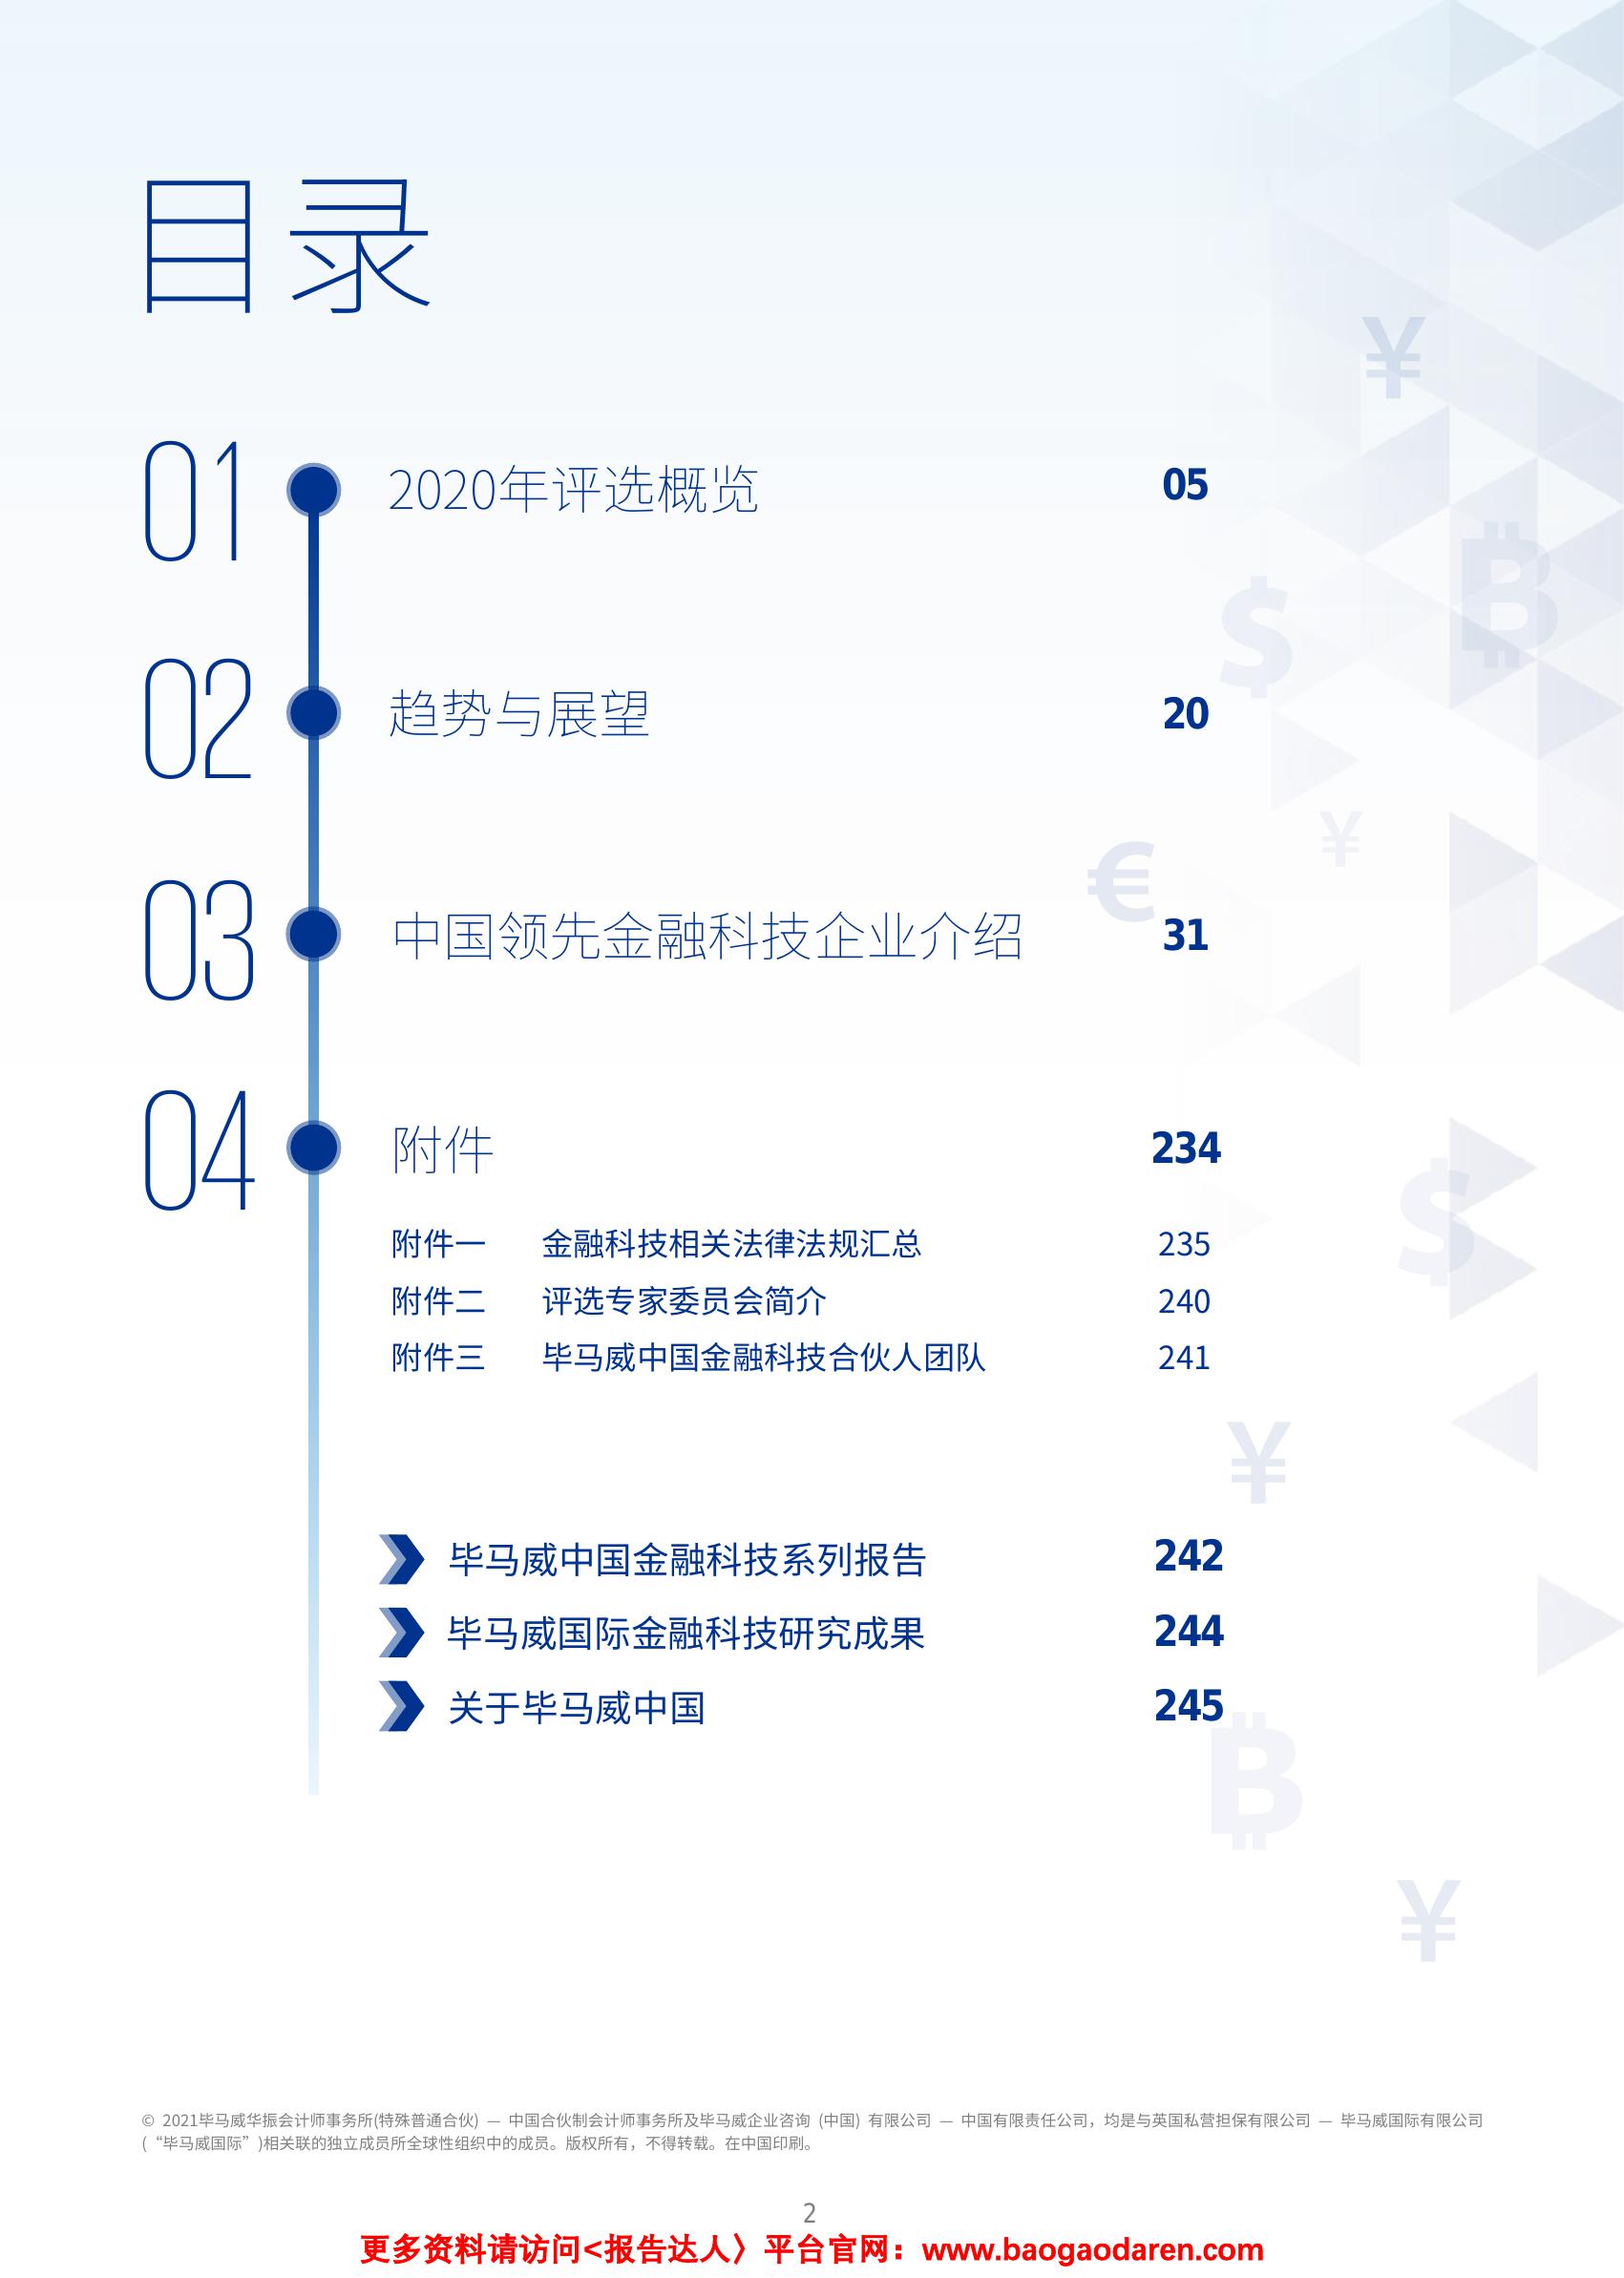 目录
01 2020年评选概览 05
02 趋势与展望 20
03 中国领先金融科技企业介绍 31
04 附件 234
附件一 金融科技相关法律法规汇总 235
附件二 评选专家委员会简介 240
附件三 毕马威中国金融科技合伙人团队 241
毕马威中国金融科技系列报告 242
毕马威国际金融科技研究成果 244
关于毕马威中国 245
© 2021毕马威华振会计师事务所(特殊普通合伙) — 中国合伙制会计师事务所及毕马威企业咨询 (中国) 有限公司 — 中国有限责任公司，均是与英国私营担保有限公司 — 毕马威国际有限公司
(“毕马威国际”)相关联的独立成员所全球性组织中的成员。版权所有，不得转载。在中国印刷。
2
更多资料请访问<报告达人〉平台官网：www.baogaodaren.com